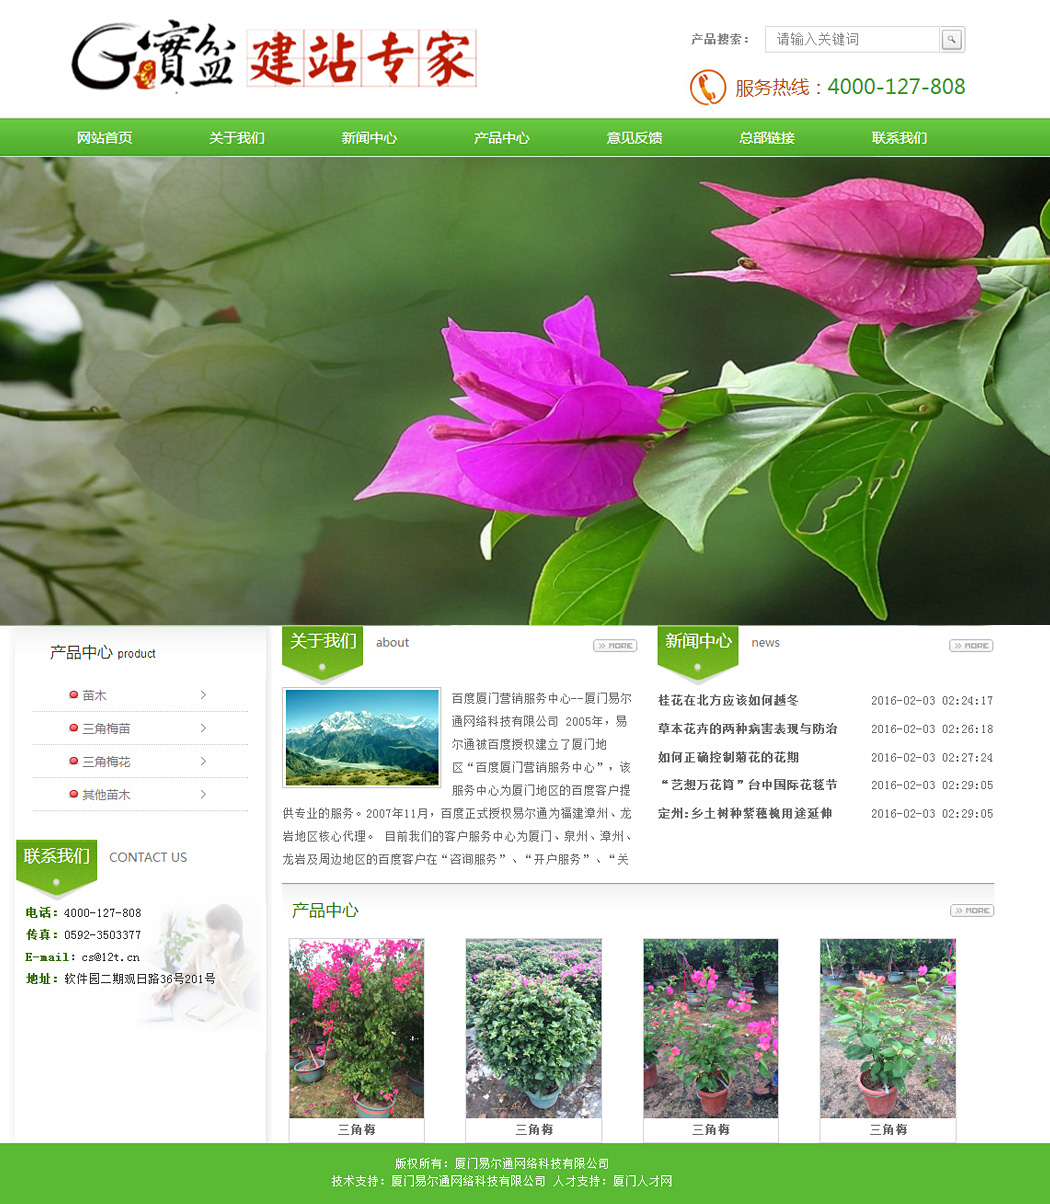 寳盆 建站专家
产品搜索：
请输入关键词
服务热线：4000-127-808
网站首页 关于我们 新闻中心 产品中心 意见反馈 总部链接 联系我们
产品中心 product
苗木
三角梅苗
三角梅花
其他苗木
联系我们 CONTACT US
电话：4000-127-808
传真：0592-3503377
E-mail：cs@12t.cn
地址：软件园二期观日路36号201号
关于我们 about
MORE
百度厦门营销服务中心--厦门易尔
通网络科技有限公司 2005年，易
尔通被百度授权建立了厦门地
区“百度厦门营销服务中心”，该
服务中心为厦门地区的百度客户提
供专业的服务。2007年11月，百度正式授权易尔通为福建漳州、龙
岩地区核心代理。 目前我们的客户服务中心为厦门、泉州、漳州、
龙岩及周边地区的百度客户在“咨询服务”、“开户服务”、“关
新闻中心 news
MORE
桂花在北方应该如何越冬 2016-02-03 02:24:17
草本花卉的两种病害表现与防治 2016-02-03 02:26:18
如何正确控制菊花的花期 2016-02-03 02:27:24
“艺想万花筒”台中国际花毯节 2016-02-03 02:29:05
定州:乡土树种紫穗槐用途延伸 2016-02-03 02:29:05
产品中心
MORE
三角梅
三角梅
三角梅
三角梅
版权所有：厦门易尔通网络科技有限公司
技术支持：厦门易尔通网络科技有限公司 人才支持：厦门人才网